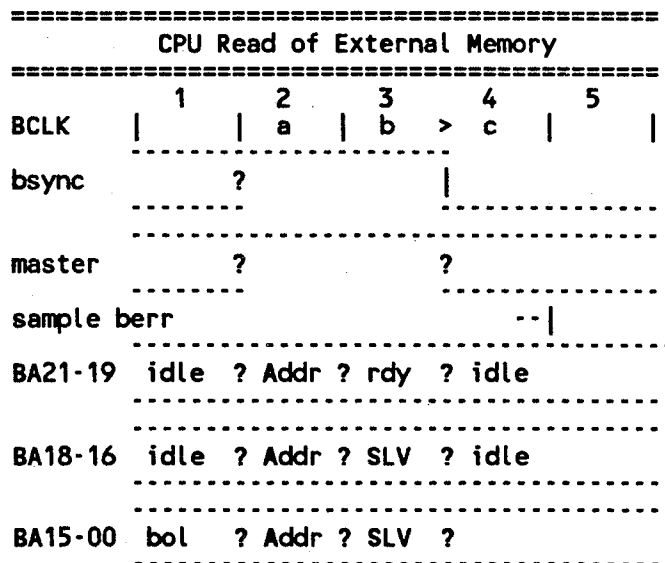 ============================================
CPU Read of External Memory
============================================
1 2 3 4 5
BCLK | | a | b > c | |
- - - - - - - - - - - - - - - - - - - - - -
bsync ? |
- - - - - - - - - - - - - - - - - - - - -
- - - - - - - - - - - - - - - - - - - - - - - - - - - - - - - -
master ? ?
- - - - - - - - - - - - - - - - - - - - -
sample berr --|
- - - - - - - - - - - - - - - - - - - - - - - - - - - - - - - -
BA21-19 idle ? Addr ? rdy ? idle
- - - - - - - - - - - - - - - - - - - - - - - - - - - - - - - -
- - - - - - - - - - - - - - - - - - - - - - - - - - - - - - - -
BA18-16 idle ? Addr ? SLV ? idle
- - - - - - - - - - - - - - - - - - - - - - - - - - - - - - - -
- - - - - - - - - - - - - - - - - - - - - - - - - - - - - - - -
BA15-00 bol ? Addr ? SLV ?
- - - - - - - - - - - - - - - - - - - - - - - - - - - - - - - -